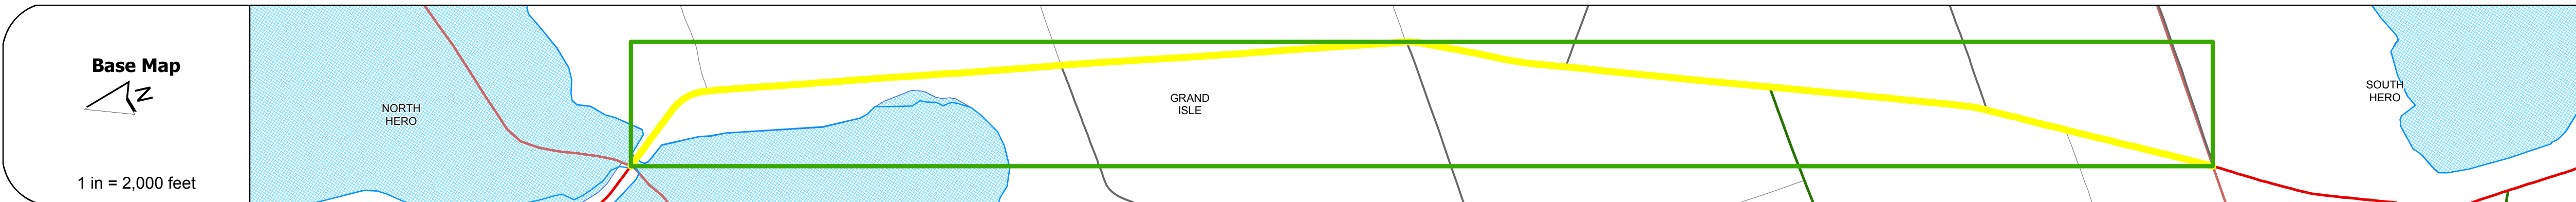 Base Map
N
1 in = 2,000 feet
NORTH
HERO
GRAND
ISLE
SOUTH
HERO